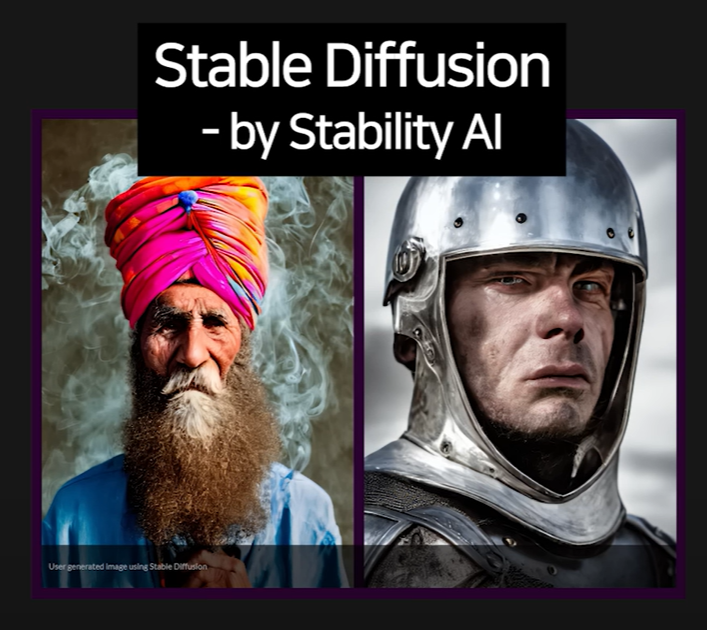 Stable Diffusion
- by Stability AI
User generated image using Stable Diffusion